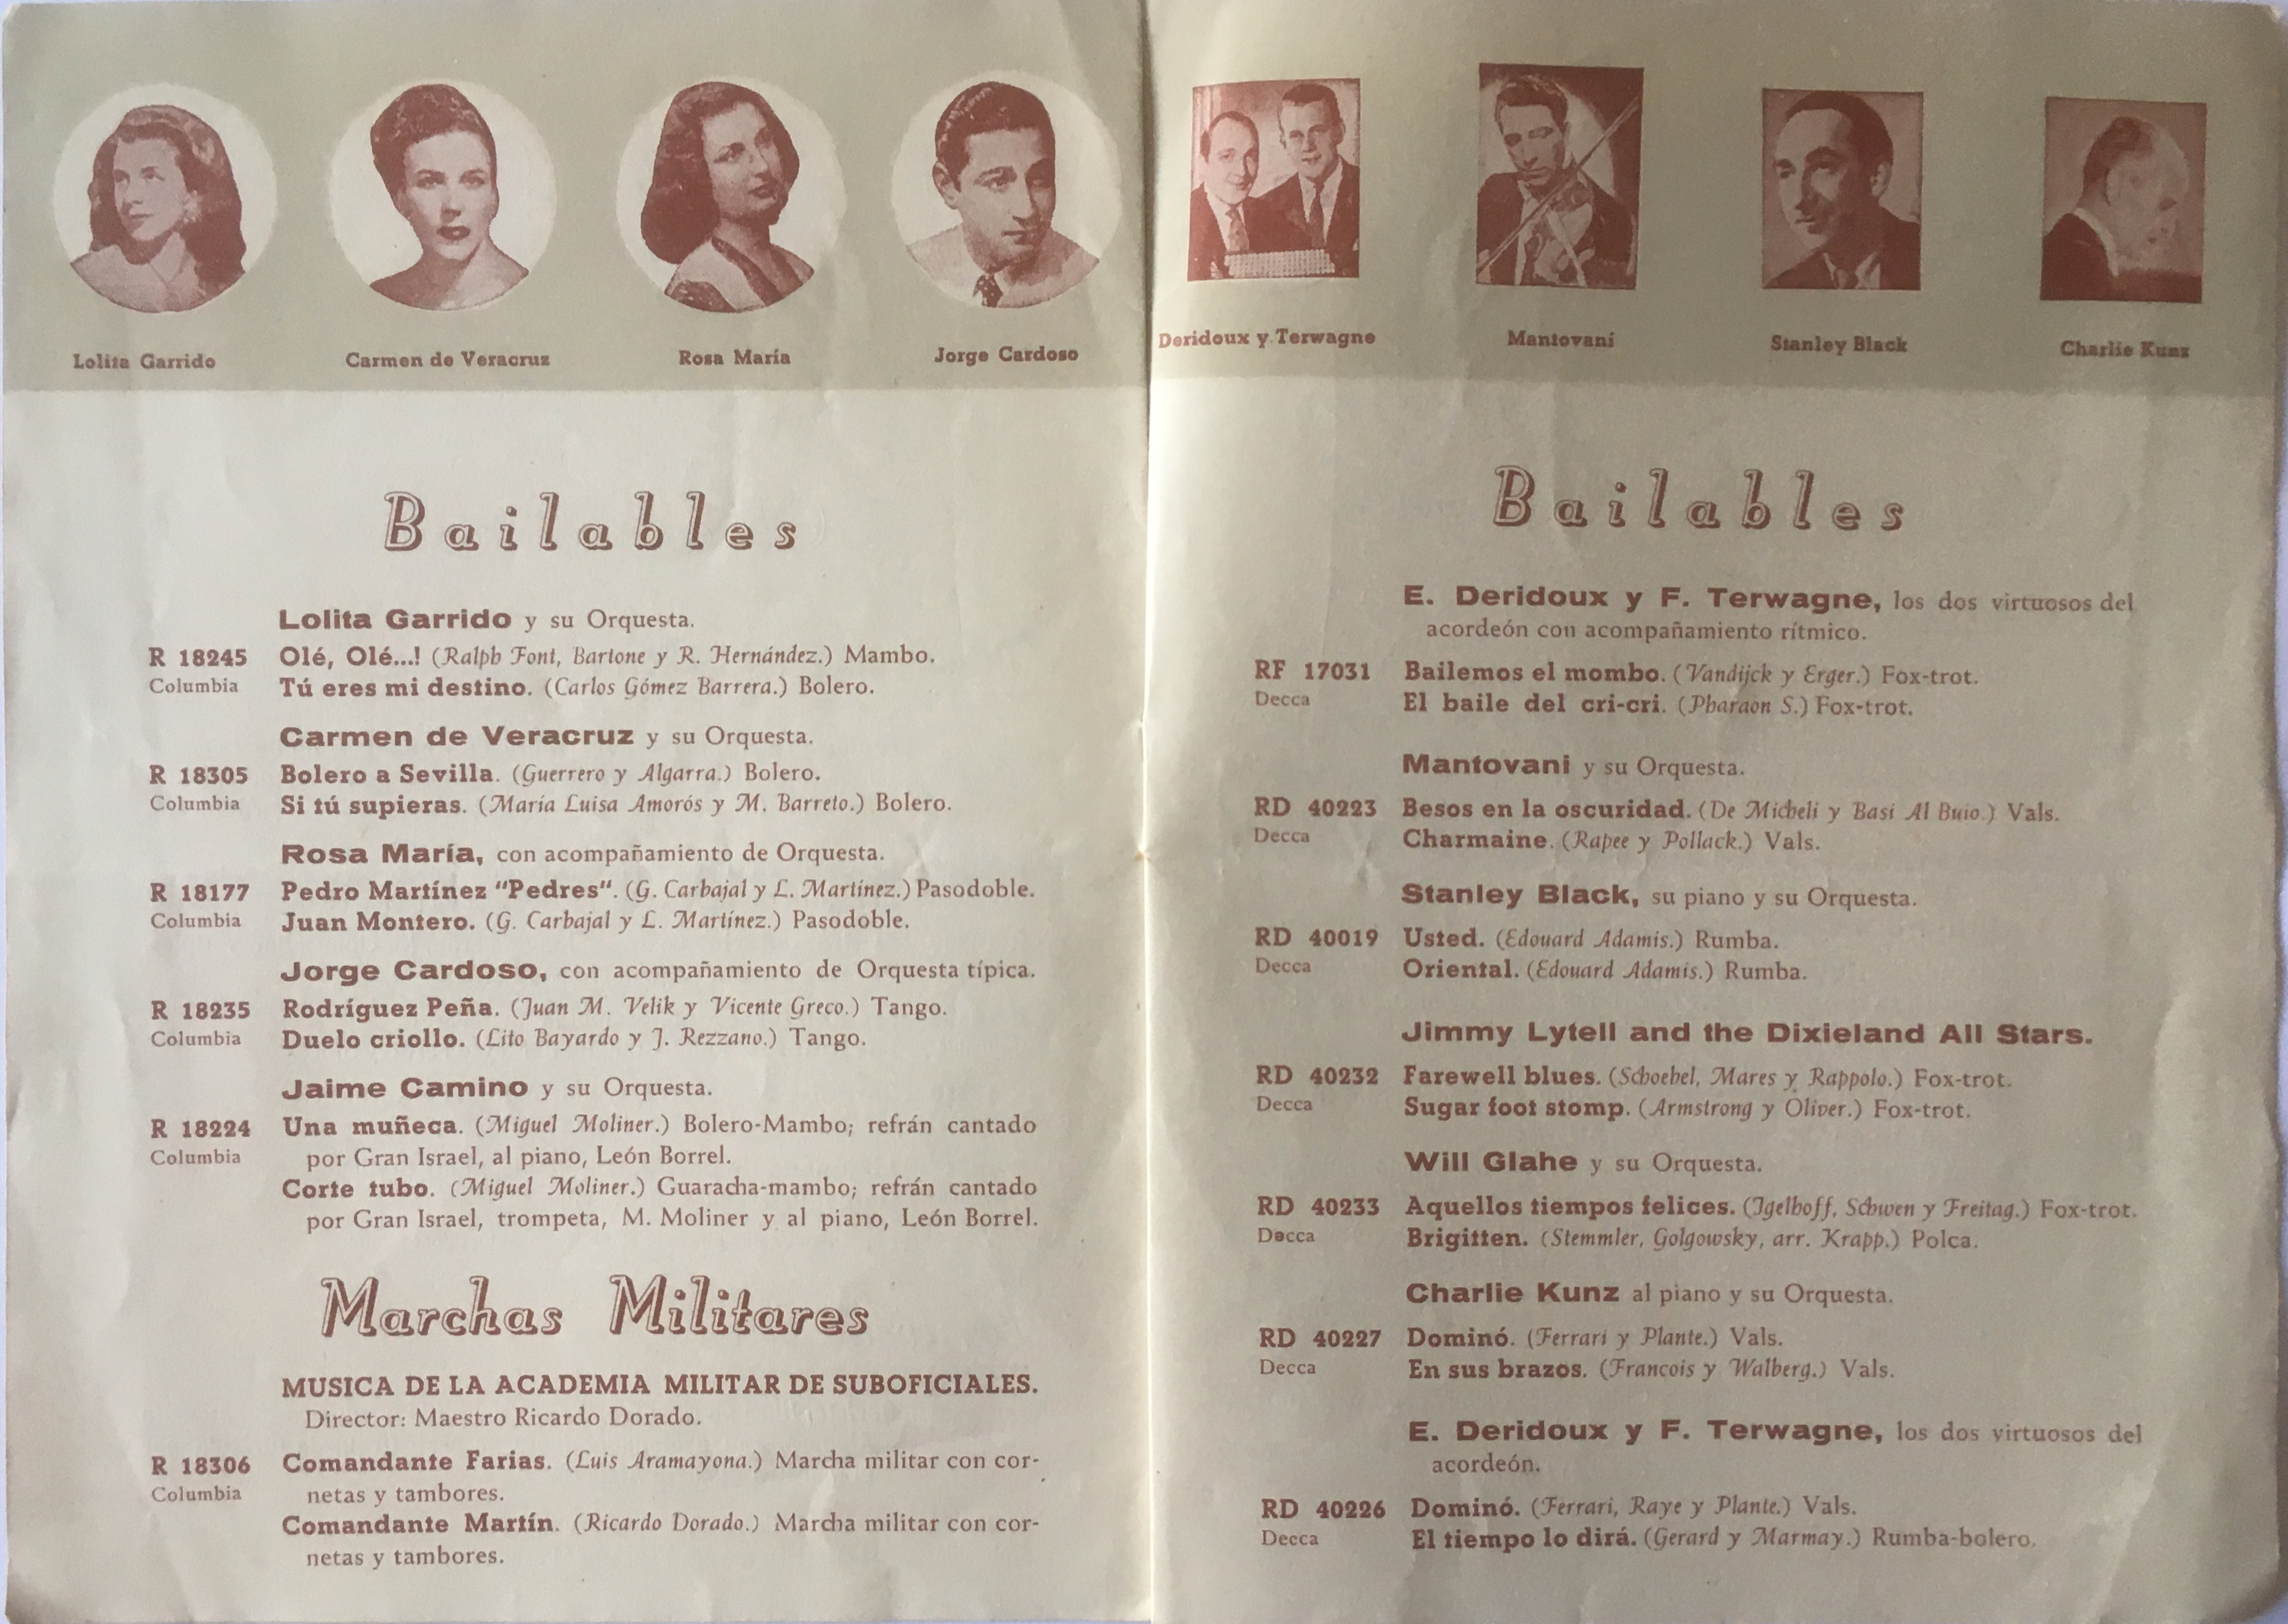 Lolita Garrido
Carmen de Veracruz
Rosa María
Jorge Cardoso
Bailables
Lolita Garrido y su Orquesta.
R 18245 Olé, Olé...! (Ralph Font, Bartone y R. Hernández.) Mambo.
Columbia Tú eres mi destino. (Carlos Gómez Barrera.) Bolero.
Carmen de Veracruz y su Orquesta.
R 18305 Bolero a Sevilla. (Guerrero y Algarra.) Bolero.
Columbia Si tú supieras. (María Luisa Amorós y M. Barreto.) Bolero.
Rosa María, con acompañamiento de Orquesta.
R 18177 Pedro Martínez "Pedres". (G. Carbajal y L. Martínez.) Pasodoble.
Columbia Juan Montero. (G. Carbajal y L. Martínez.) Pasodoble.
Jorge Cardoso, con acompañamiento de Orquesta típica.
R 18235 Rodríguez Peña. (Juan M. Velik y Vicente Greco.) Tango.
Columbia Duelo criollo. (Lito Bayardo y J. Rezzano.) Tango.
Jaime Camino y su Orquesta.
R 18224 Una muñeca. (Miguel Moliner.) Bolero-Mambo; refrán cantado
Columbia por Gran Israel, al piano, León Borrel.
Corte tubo. (Miguel Moliner.) Guaracha-mambo; refrán cantado
por Gran Israel, trompeta, M. Moliner y al piano, León Borrel.
Marchas Militares
MUSICA DE LA ACADEMIA MILITAR DE SUBOFICIALES.
Director: Maestro Ricardo Dorado.
R 18306 Comandante Farias. (Luis Aramayona.) Marcha militar con cor-
Columbia netas y tambores.
Comandante Martín. (Ricardo Dorado.) Marcha militar con cor-
netas y tambores.
Deridoux y Terwagne
Mantovani
Stanley Black
Charlie Kunz
Bailables
E. Deridoux y F. Terwagne, los dos virtuosos del
acordeón con acompañamiento rítmico.
RF 17031 Bailemos el mombo. (Vandijck y Erger.) Fox-trot.
Decca El baile del cri-cri. (Pharaon S.) Fox-trot.
Mantovani y su Orquesta.
RD 40223 Besos en la oscuridad. (De Micheli y Basi Al Buio.) Vals.
Decca Charmaine. (Rapee y Pollack.) Vals.
Stanley Black, su piano y su Orquesta.
RD 40019 Usted. (Edouard Adamis.) Rumba.
Decca Oriental. (Edouard Adamis.) Rumba.
Jimmy Lytell and the Dixieland All Stars.
RD 40232 Farewell blues. (Schoebel, Mares y Rappolo.) Fox-trot.
Decca Sugar foot stomp. (Armstrong y Oliver.) Fox-trot.
Will Glahe y su Orquesta.
RD 40233 Aquellos tiempos felices. (Igelhoff, Schwen y Freitag.) Fox-trot.
Decca Brigitten. (Stemmler, Golgowsky, arr. Krapp.) Polca.
Charlie Kunz al piano y su Orquesta.
RD 40227 Dominó. (Ferrari y Plante.) Vals.
Decca En sus brazos. (Francois y Walberg.) Vals.
E. Deridoux y F. Terwagne, los dos virtuosos del
acordeón.
RD 40226 Dominó. (Ferrari, Raye y Plante.) Vals.
Decca El tiempo lo dirá. (Gerard y Marmay.) Rumba-bolero.